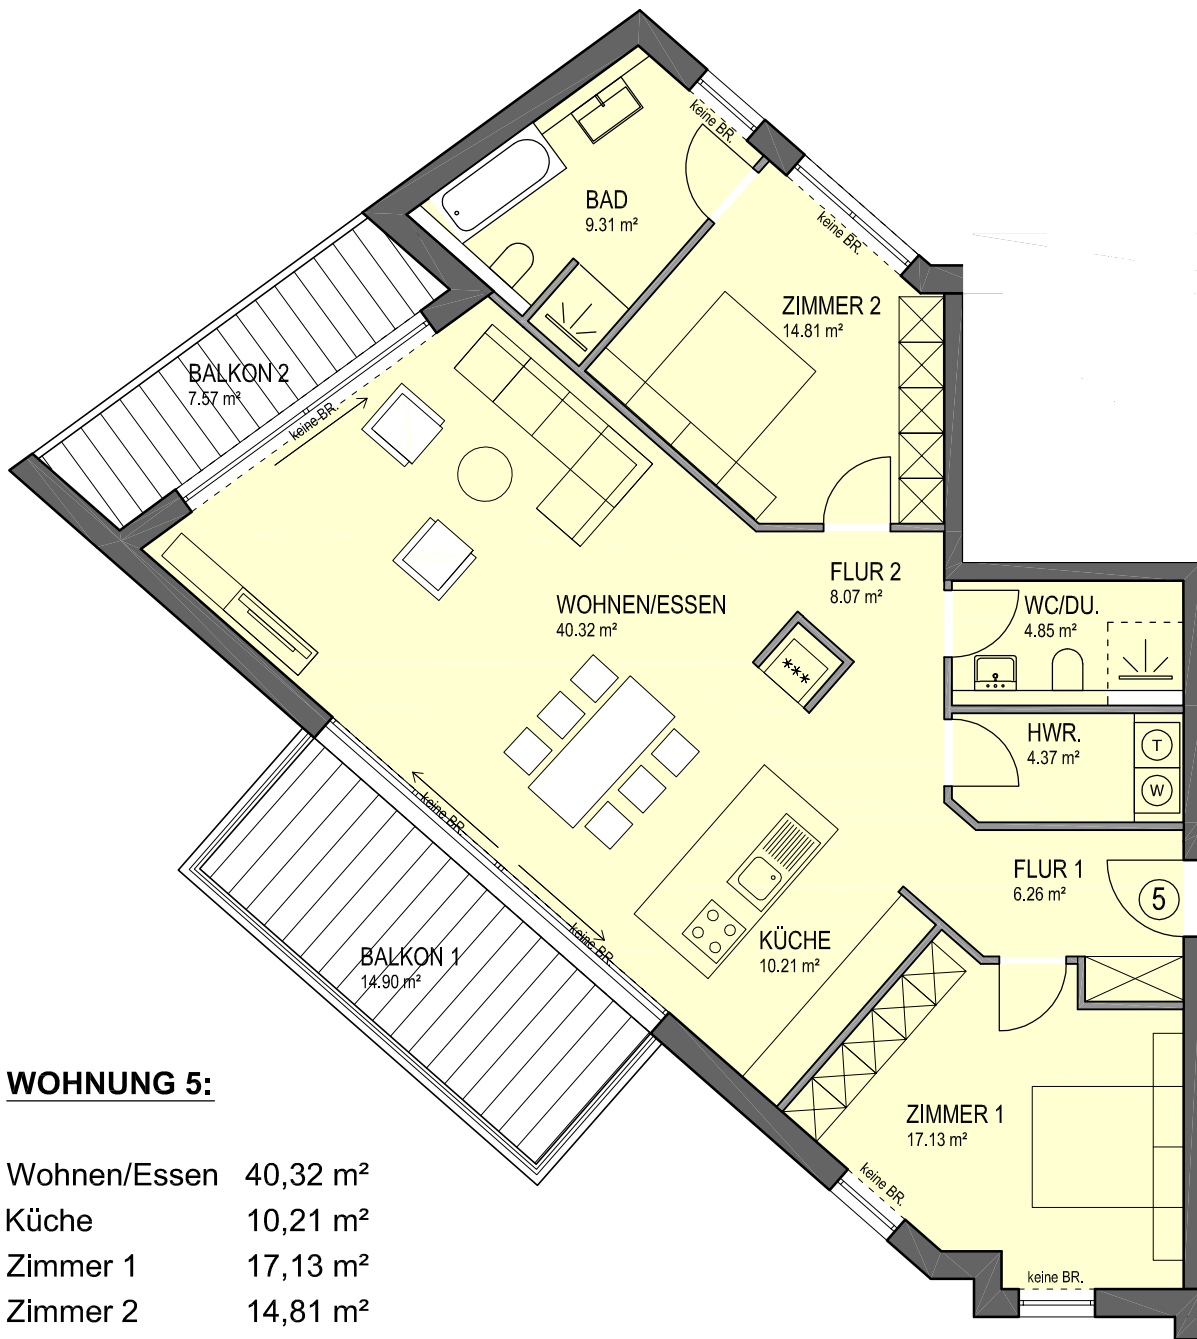 keine BR.
BAD
9.31 m²
keine BR.
ZIMMER 2
14.81 m²
BALKON 2
7.57 m²
keine BR.
FLUR 2
8.07 m²
WOHNEN/ESSEN
40.32 m²
WC/DU.
4.85 m²
***
HWR.
4.37 m²
T
W
keine BR.
FLUR 1
6.26 m²
5
keine BR.
KÜCHE
10.21 m²
BALKON 1
14.90 m²
ZIMMER 1
17.13 m²
keine BR.
keine BR.
WOHNUNG 5:
Wohnen/Essen 40,32 m²
Küche 10,21 m²
Zimmer 1 17,13 m²
Zimmer 2 14,81 m²